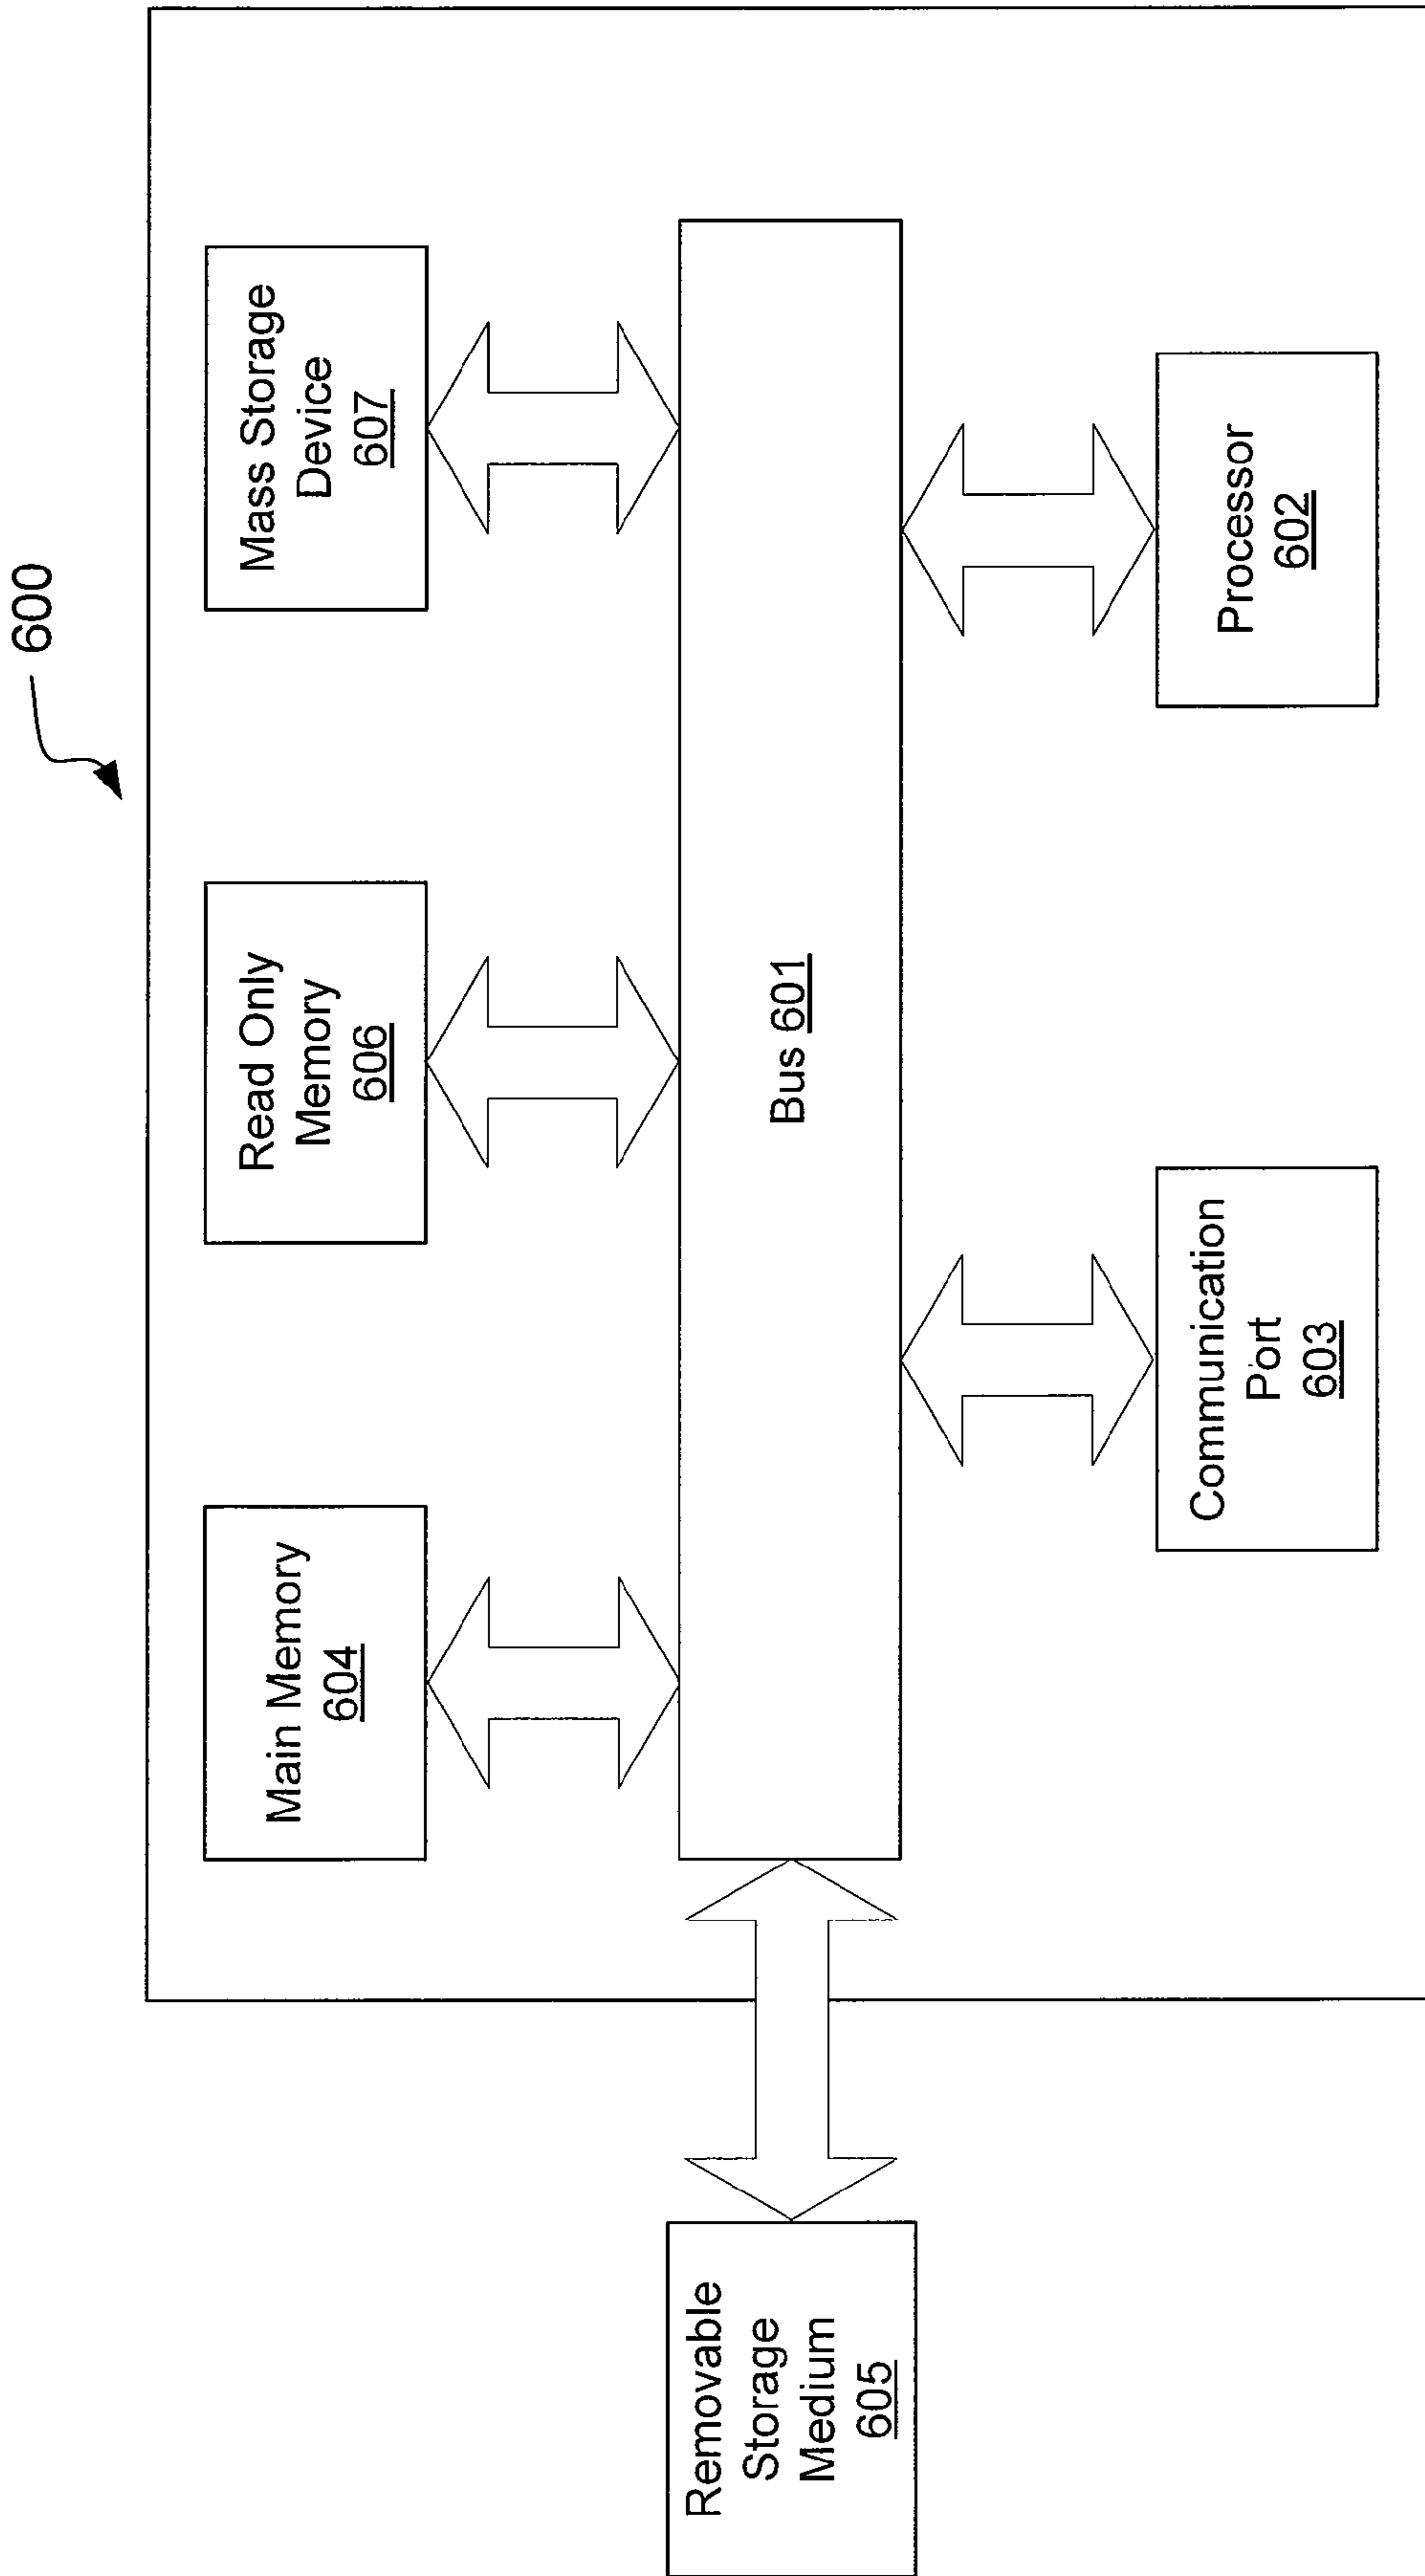 600
Main Memory
604
Read Only
Memory
606
Mass Storage
Device
607
Removable
Storage
Medium
605
Bus 601
Communication
Port
603
Processor
602